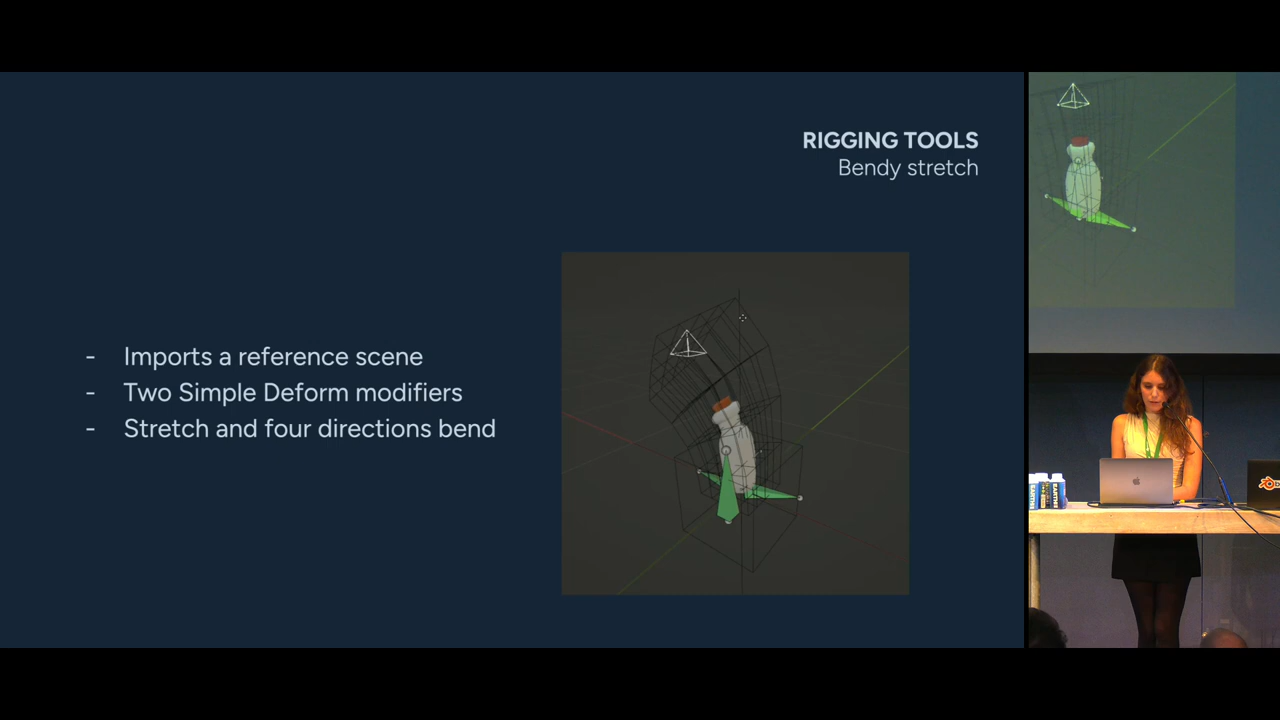 RIGGING TOOLS
Bendy stretch
- Imports a reference scene
- Two Simple Deform modifiers
- Stretch and four directions bend